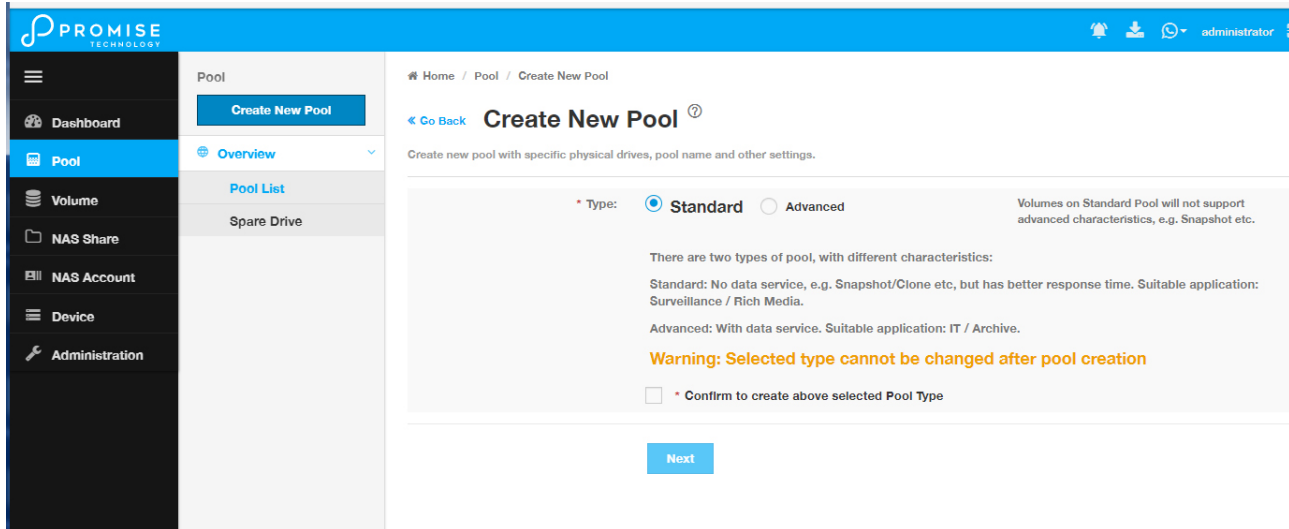 PROMISE
TECHNOLOGY
administrator
Dashboard
Pool
Volume
NAS Share
NAS Account
Device
Administration
Pool
Create New Pool
Overview
Pool List
Spare Drive
Home / Pool / Create New Pool
« Go Back Create New Pool ?
Create new pool with specific physical drives, pool name and other settings.
* Type: Standard Advanced
Volumes on Standard Pool will not support
advanced characteristics, e.g. Snapshot etc.
There are two types of pool, with different characteristics:
Standard: No data service, e.g. Snapshot/Clone etc, but has better response time. Suitable application:
Surveillance / Rich Media.
Advanced: With data service. Suitable application: IT / Archive.
Warning: Selected type cannot be changed after pool creation
* Confirm to create above selected Pool Type
Next